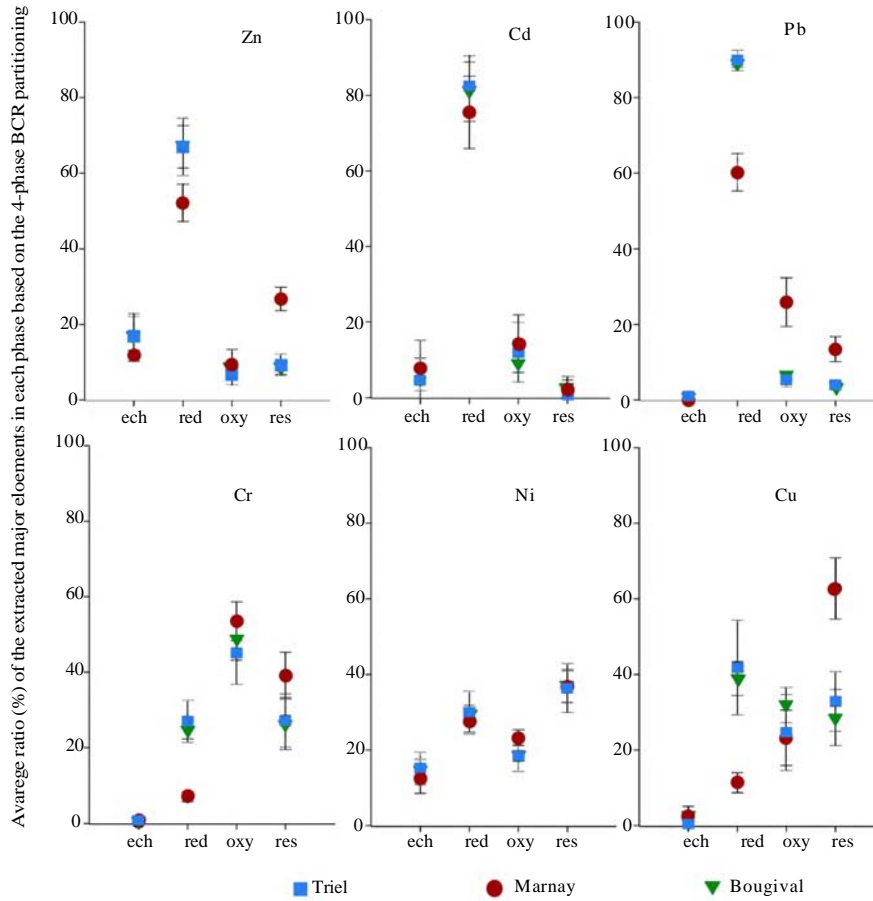 Avarege ratio (%) of the extracted major eloements in each phase based on the 4-phase BCR partitioning
100
80
60
40
20
0
Zn
ech red oxy res
100
80
60
40
20
0
Cd
ech red oxy res
100
80
60
40
20
0
Pb
ech red oxy res
100
80
60
40
20
0
Cr
ech red oxy res
100
80
60
40
20
0
Ni
ech red oxy res
100
80
60
40
20
0
Cu
ech red oxy res
Triel Marnay Bougival